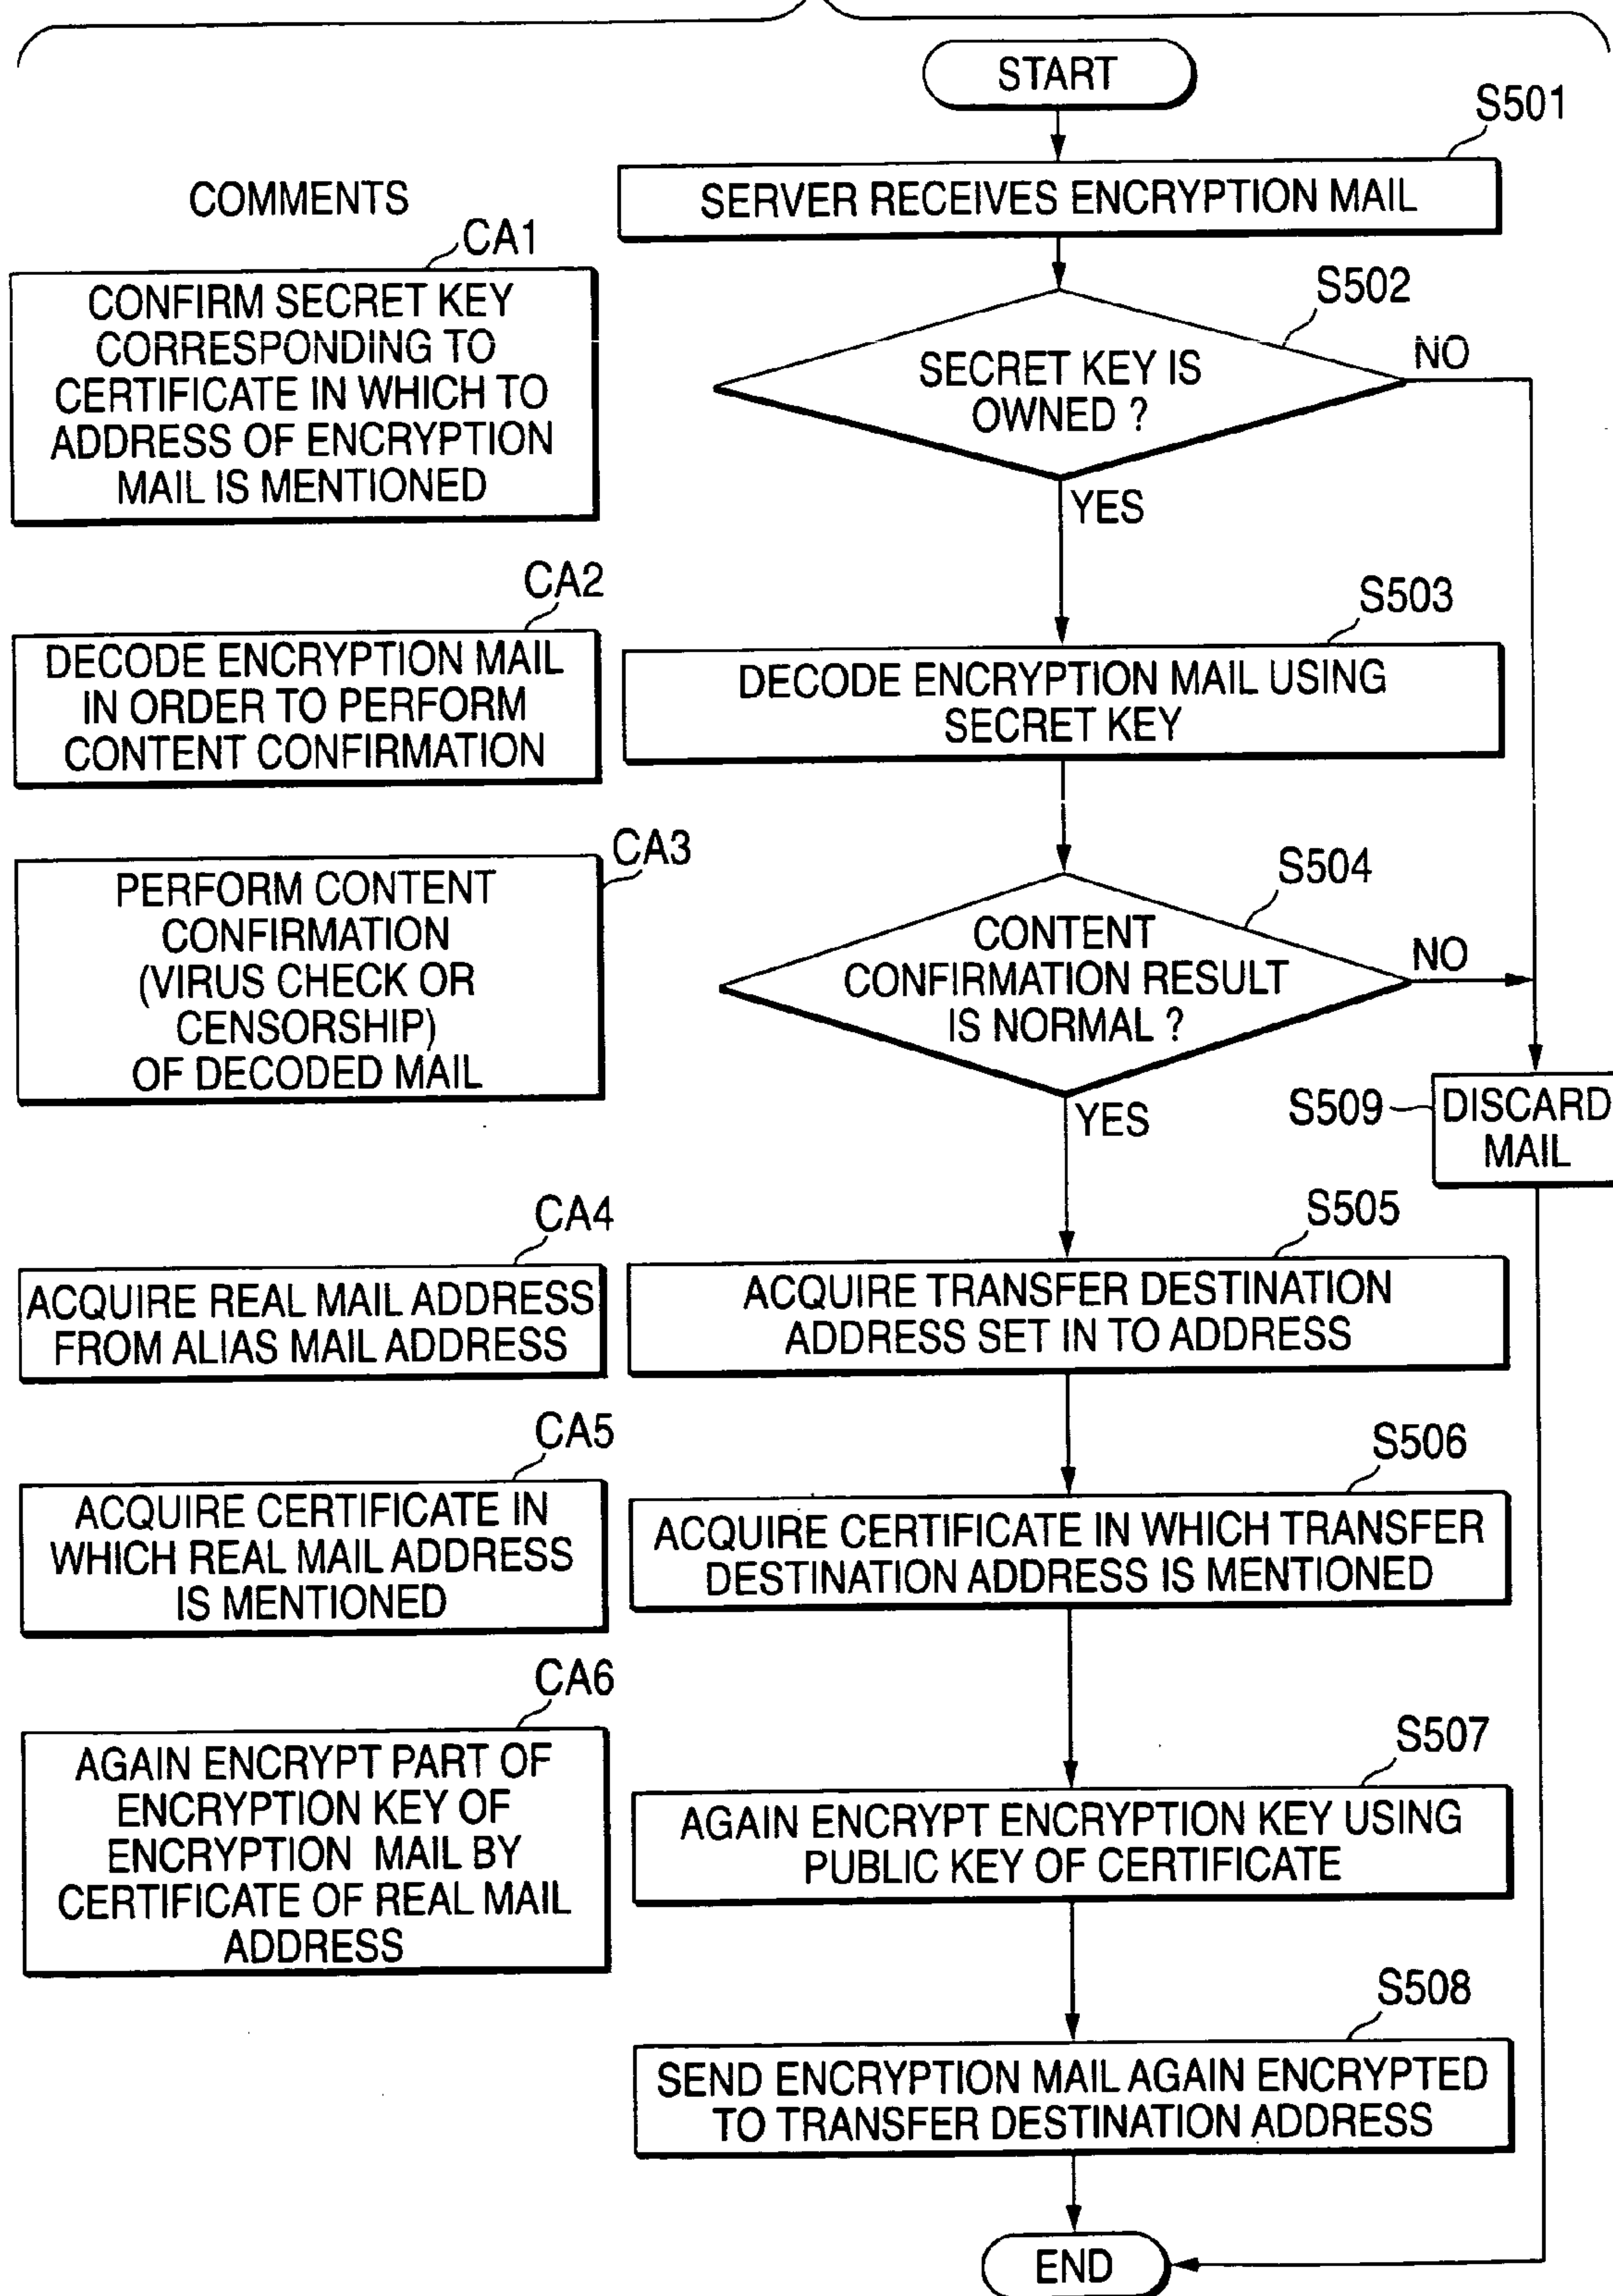 START
S501
SERVER RECEIVES ENCRYPTION MAIL
COMMENTS
CA1
CONFIRM SECRET KEY
CORRESPONDING TO
CERTIFICATE IN WHICH TO
ADDRESS OF ENCRYPTION
MAIL IS MENTIONED
S502
SECRET KEY IS
OWNED ?
NO
YES
CA2
DECODE ENCRYPTION MAIL
IN ORDER TO PERFORM
CONTENT CONFIRMATION
S503
DECODE ENCRYPTION MAIL USING
SECRET KEY
CA3
PERFORM CONTENT
CONFIRMATION
(VIRUS CHECK OR
CENSORSHIP)
OF DECODED MAIL
S504
CONTENT
CONFIRMATION RESULT
IS NORMAL ?
NO
YES
S509
DISCARD
MAIL
CA4
ACQUIRE REAL MAIL ADDRESS
FROM ALIAS MAIL ADDRESS
S505
ACQUIRE TRANSFER DESTINATION
ADDRESS SET IN TO ADDRESS
CA5
ACQUIRE CERTIFICATE IN
WHICH REAL MAIL ADDRESS
IS MENTIONED
S506
ACQUIRE CERTIFICATE IN WHICH TRANSFER
DESTINATION ADDRESS IS MENTIONED
CA6
AGAIN ENCRYPT PART OF
ENCRYPTION KEY OF
ENCRYPTION MAIL BY
CERTIFICATE OF REAL MAIL
ADDRESS
S507
AGAIN ENCRYPT ENCRYPTION KEY USING
PUBLIC KEY OF CERTIFICATE
S508
SEND ENCRYPTION MAIL AGAIN ENCRYPTED
TO TRANSFER DESTINATION ADDRESS
END